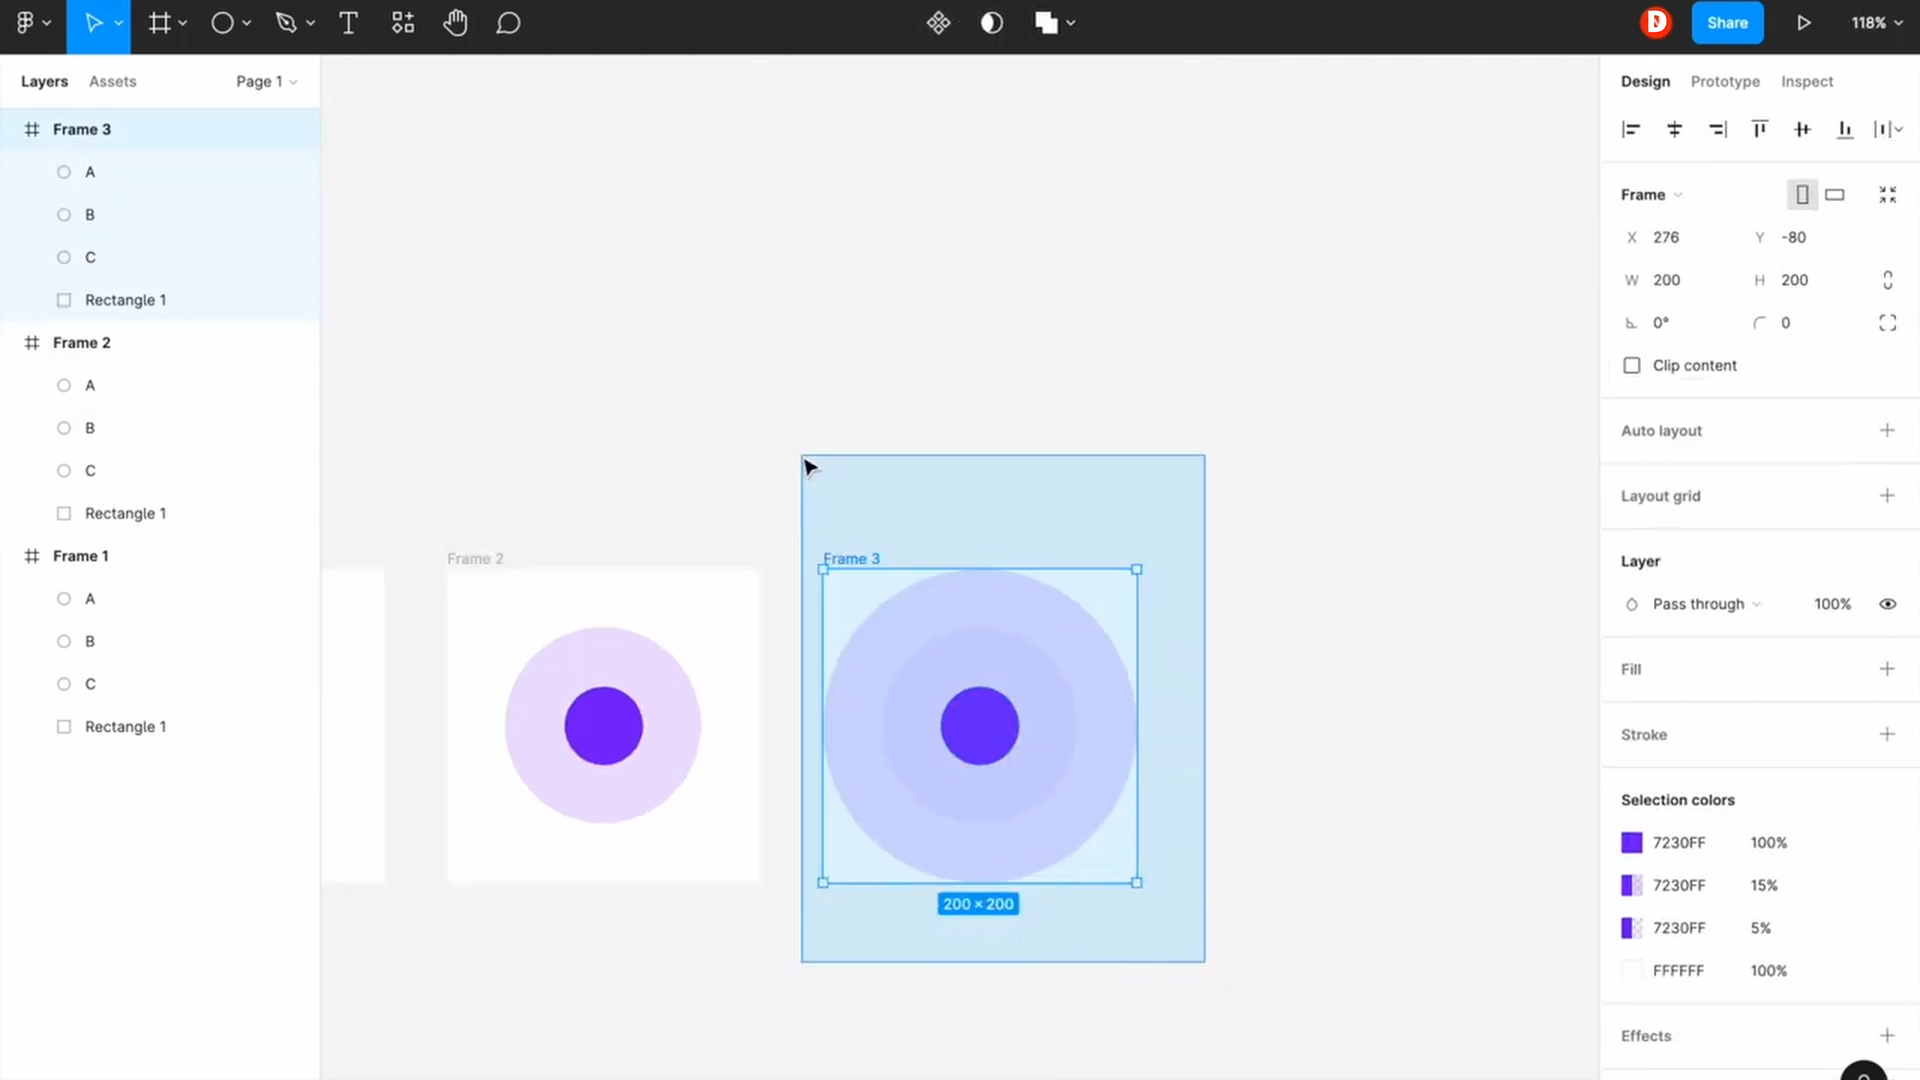 D
Share
118%
Layers
Assets
Page 1
Frame 3
A
B
C
Rectangle 1
Frame 2
A
B
C
Rectangle 1
Frame 1
A
B
C
Rectangle 1
Frame 2
Frame 3
200 × 200
Design
Prototype
Inspect
Frame
X 276
Y -80
W 200
H 200
0°
0
Clip content
Auto layout
Layout grid
Layer
Pass through
100%
Fill
Stroke
Selection colors
7230FF 100%
7230FF 15%
7230FF 5%
FFFFFF 100%
Effects